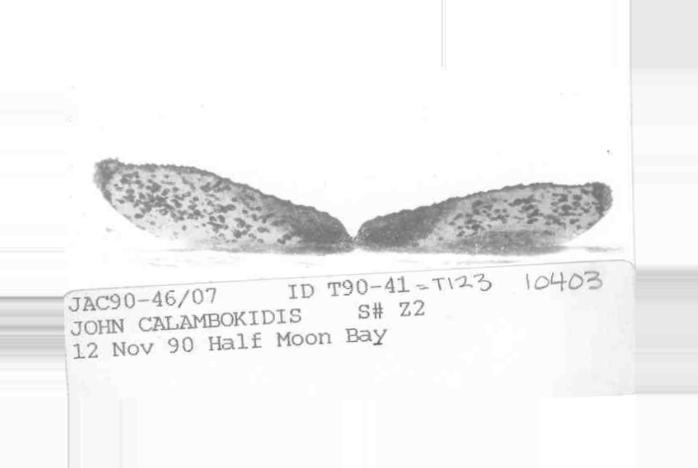 JAC90-46/07 ID T90-41 = T123 10403
JOHN CALAMBOKIDIS S# Z2
12 Nov 90 Half Moon Bay